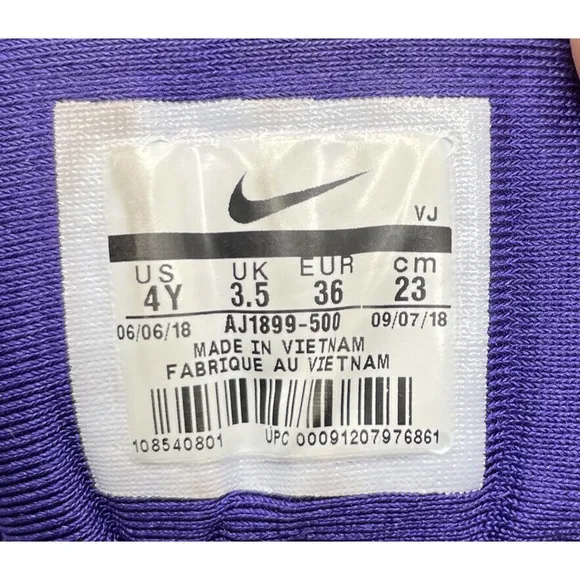 VJ
US UK EUR cm
4Y 3.5 36 23
06/06/18 AJ1899-500 09/07/18
MADE IN VIETNAM
FABRIQUE AU VIETNAM
108540801 UPC 00091207976861